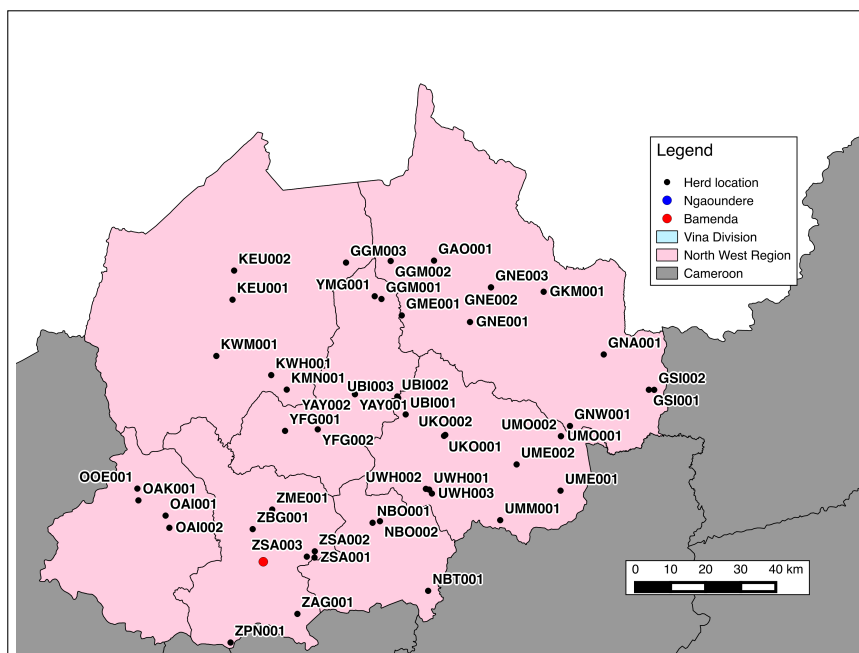 Legend
Herd location
Ngaoundere
Bamenda
Vina Division
North West Region
Cameroon
GGM003
GAO001
KEU002
GGM002
GNE003
YMG001
GGM001
GKM001
KEU001
GME001
GNE002
GNE001
KWM001
GNA001
KWH001
KMN001
UBI003
UBI002
GSI002
YAY002
YAY001
UBI001
GSI001
YFG001
UKO002
UMO002
GNW001
YFG002
UKO001
UMO001
UME002
OOE001
OAK001
UWH002
UWH001
UME001
UWH003
OAI001
ZME001
NBO001
UMM001
OAI002
ZBG001
NBO002
ZSA003
ZSA002
ZSA001
NBT001
0 10 20 30 40 km
ZAG001
ZPN001